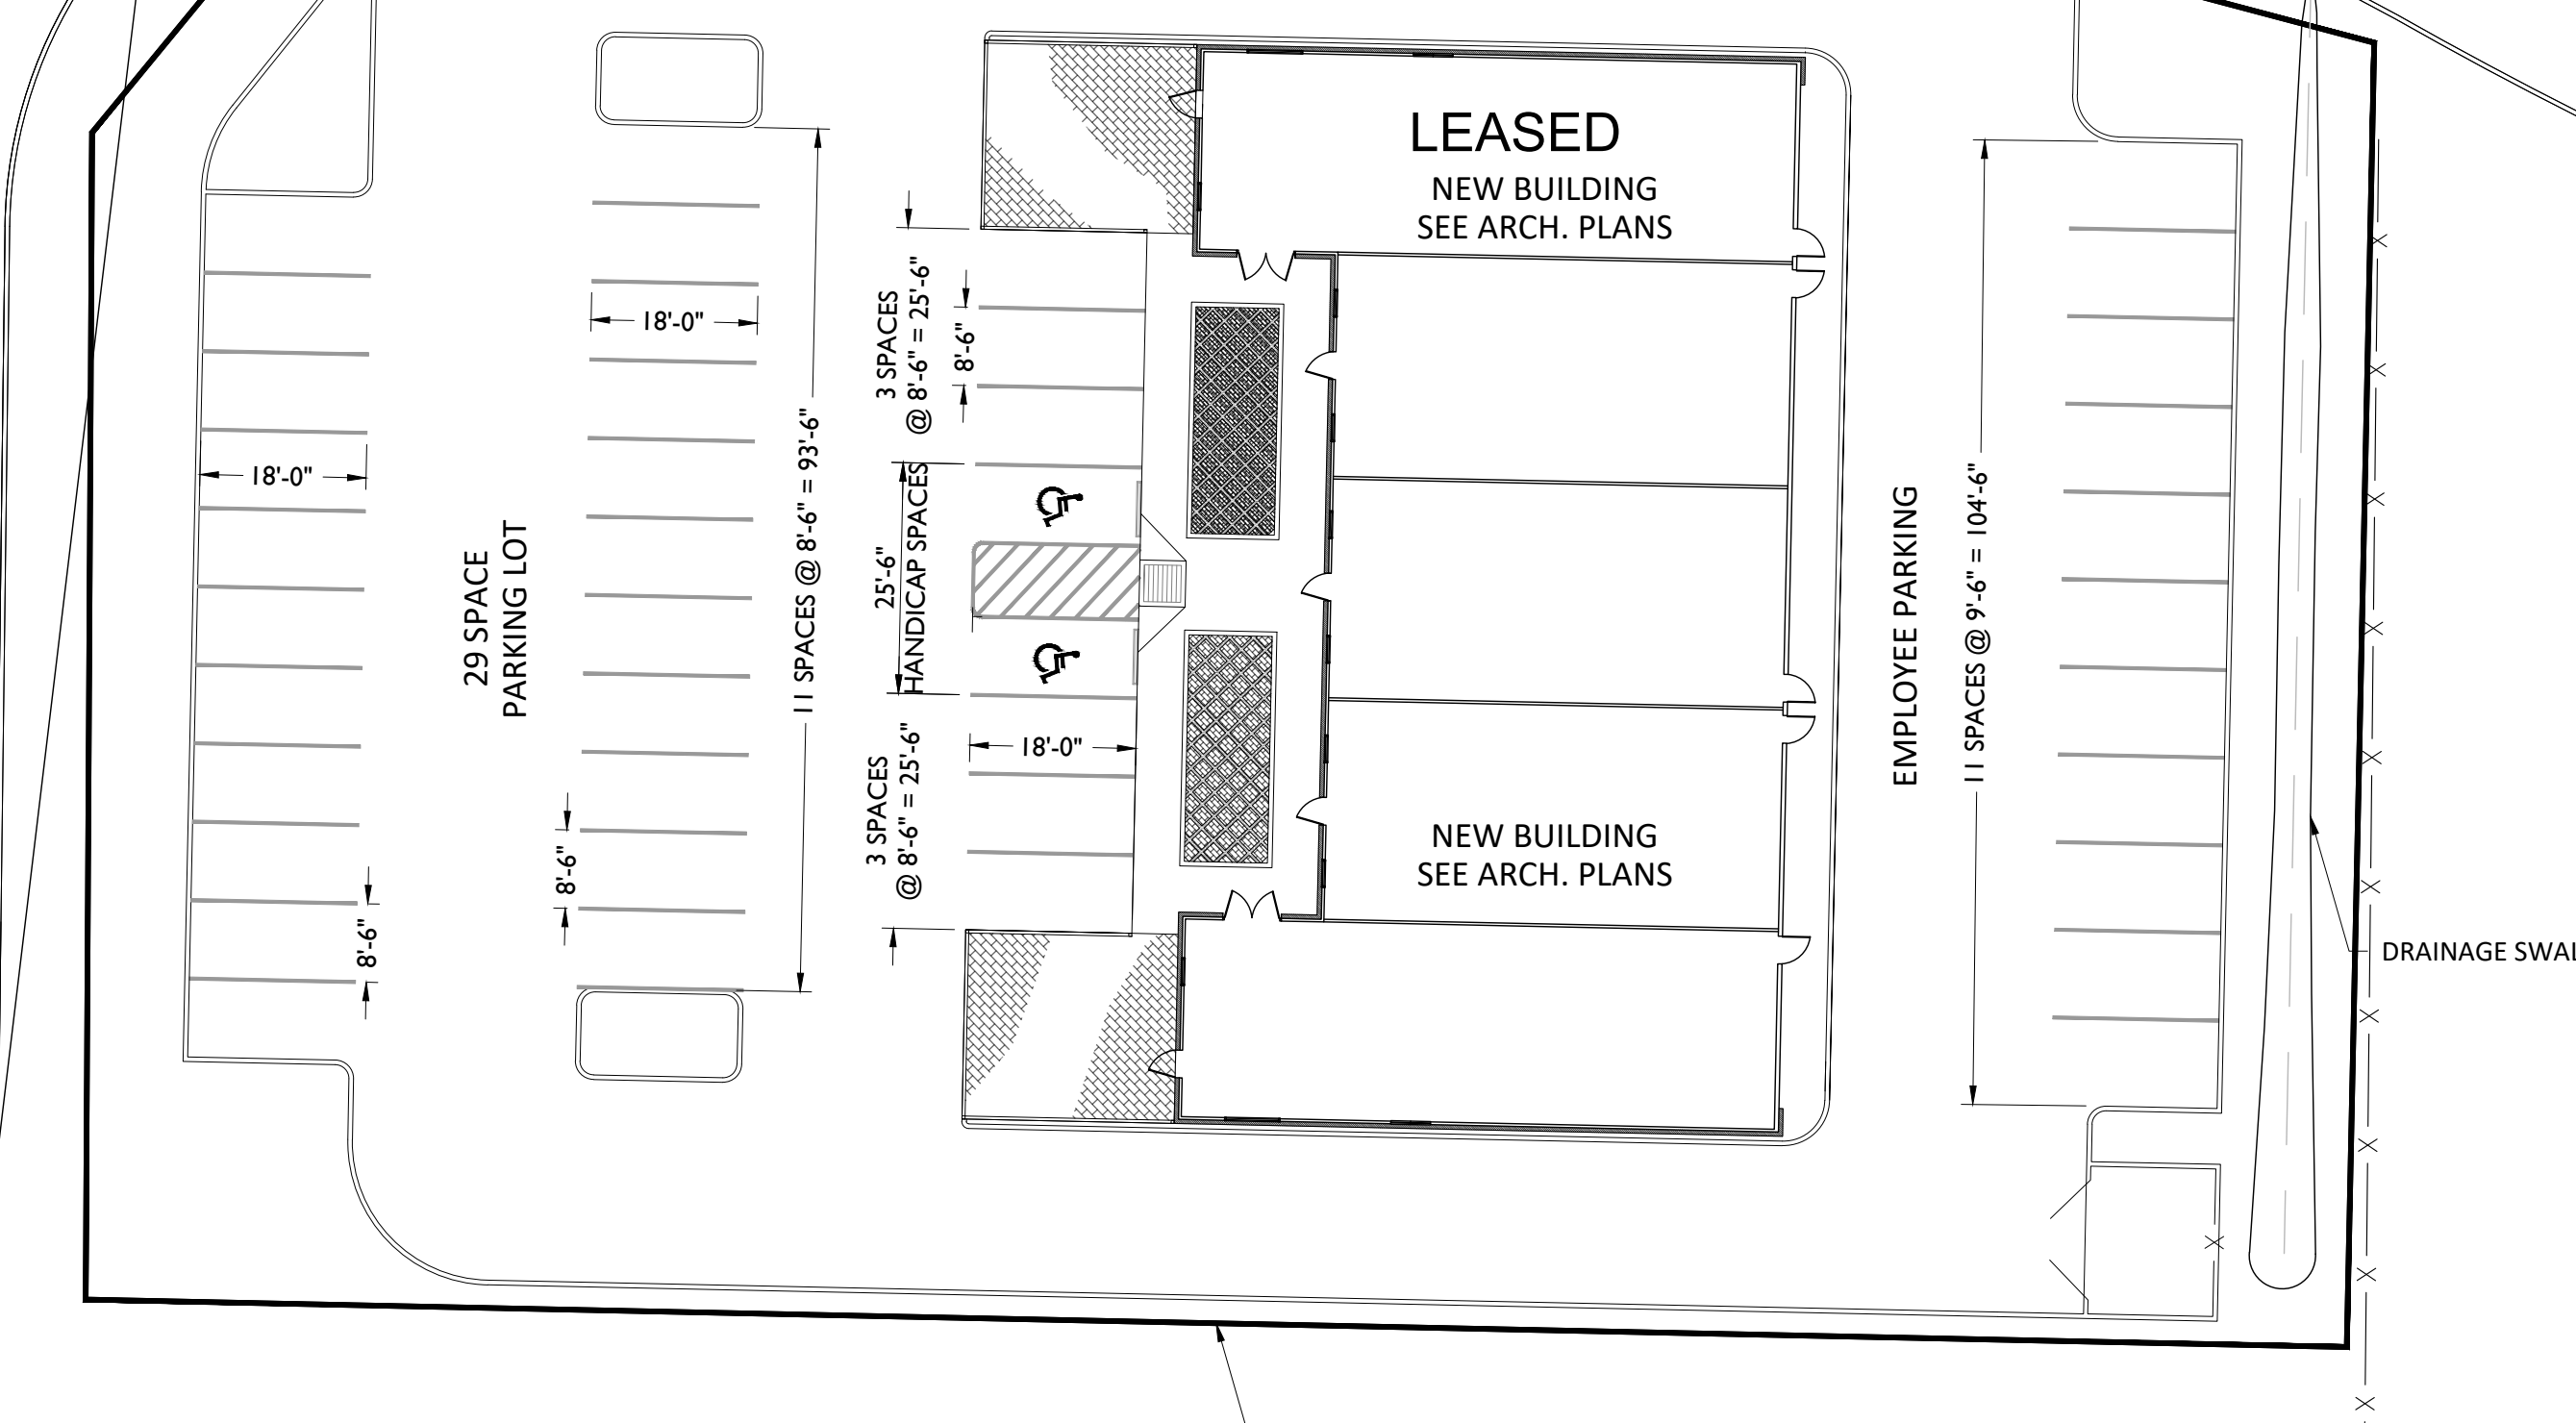 LEASED
NEW BUILDING
SEE ARCH. PLANS
18'-0"
18'-0"
29 SPACE
PARKING LOT
8'-6"
8'-6"
11 SPACES @ 8'-6" = 93'-6"
3 SPACES
@ 8'-6" = 25'-6"
8'-6"
25'-6"
HANDICAP SPACES
3 SPACES
@ 8'-6" = 25'-6"
18'-0"
NEW BUILDING
SEE ARCH. PLANS
EMPLOYEE PARKING
11 SPACES @ 9'-6" = 104'-6"
DRAINAGE SWAL